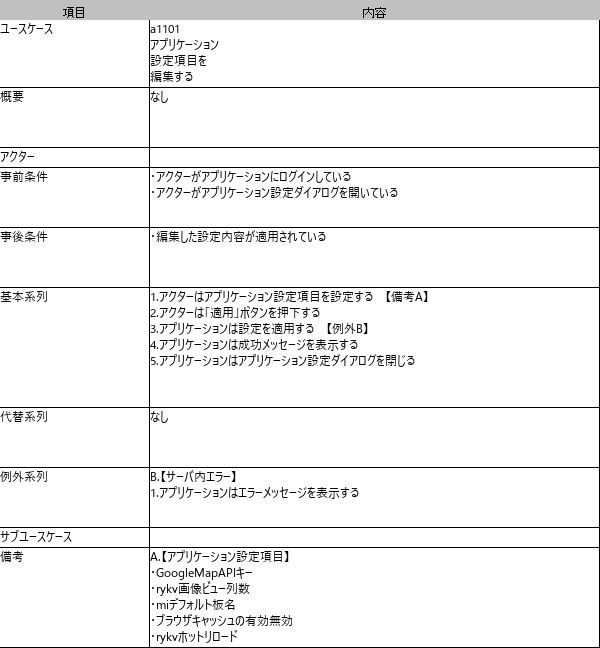 項目 内容
ユースケース a1101
アプリケーション
設定項目を
編集する
概要 なし
アクター
事前条件 ・アクターがアプリケーションにログインしている
・アクターがアプリケーション設定ダイアログを開いている
事後条件 ・編集した設定内容が適用されている
基本系列 1.アクターはアプリケーション設定項目を設定する 【備考A】
2.アクターは「適用」ボタンを押下する
3.アプリケーションは設定を適用する 【例外B】
4.アプリケーションは成功メッセージを表示する
5.アプリケーションはアプリケーション設定ダイアログを閉じる
代替系列 なし
例外系列 B.【サーバ内エラー】
1.アプリケーションはエラーメッセージを表示する
サブユースケース
備考 A.【アプリケーション設定項目】
・GoogleMapAPIキー
・rykv画像ビュー列数
・miデフォルト板名
・ブラウザキャッシュの有効無効
・rykvホットリロード